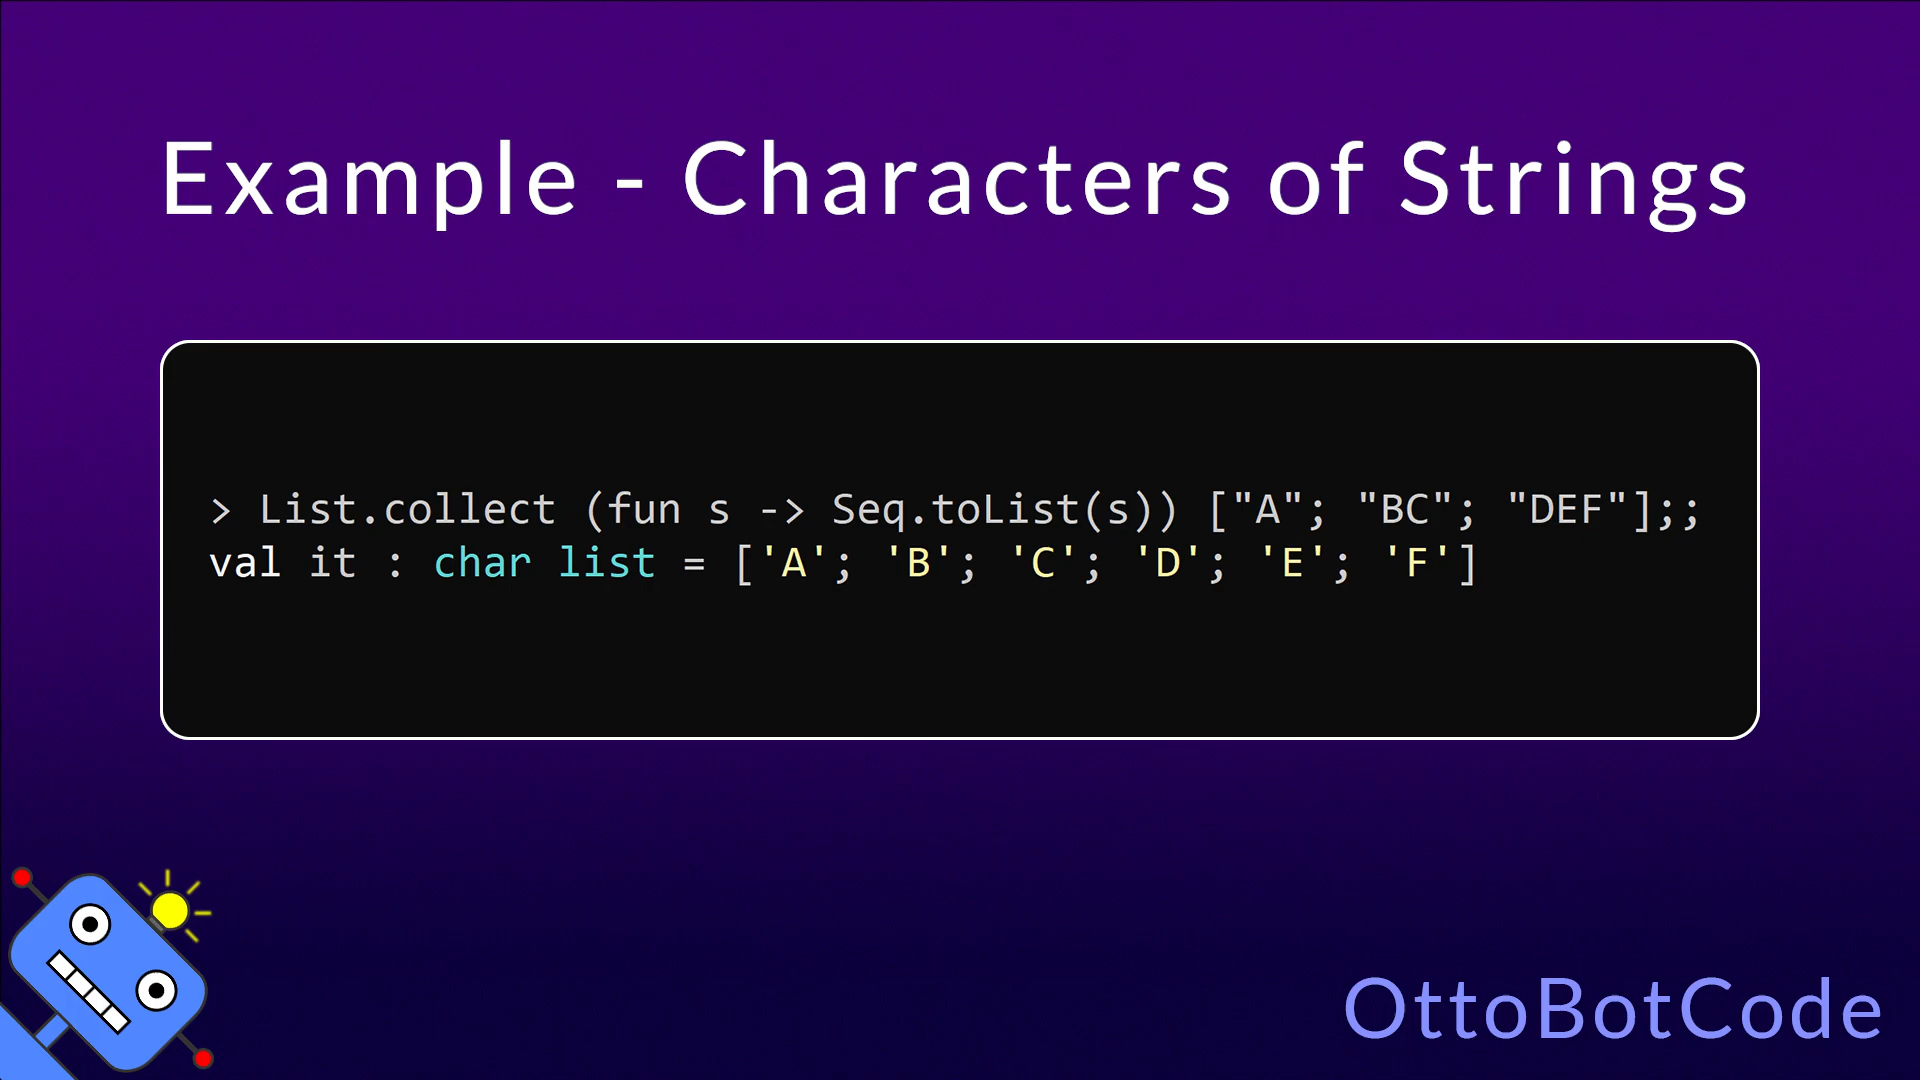 Example - Characters of Strings
> List.collect (fun s -> Seq.toList(s)) ["A"; "BC"; "DEF"];;
val it : char list = ['A'; 'B'; 'C'; 'D'; 'E'; 'F']
OttoBotCode